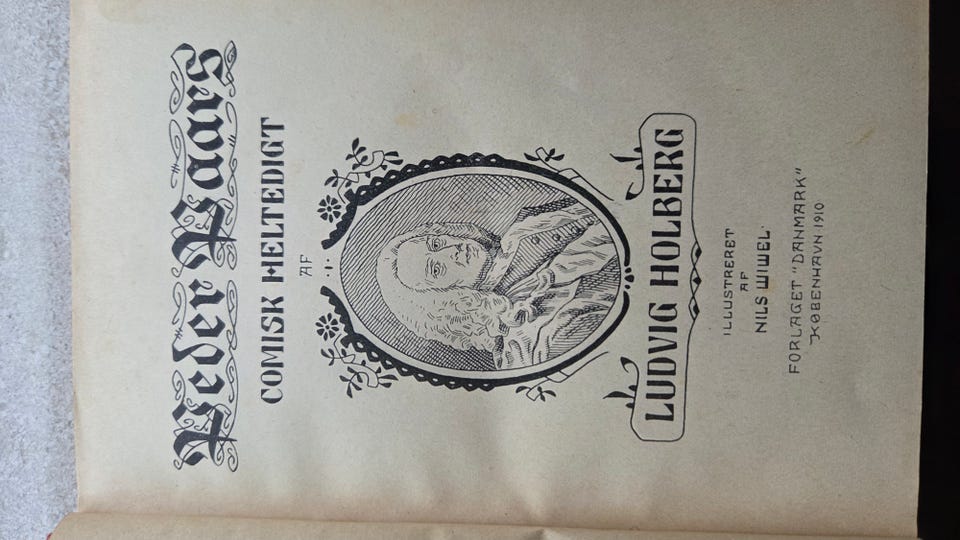 Peder Paars
COMISK HELTEDIGT
AF
LUDVIG HOLBERG
ILLUSTRERET
AF
NILS WIWEL
FORLAGET "DANMARK"
KØBENHAVN 1910